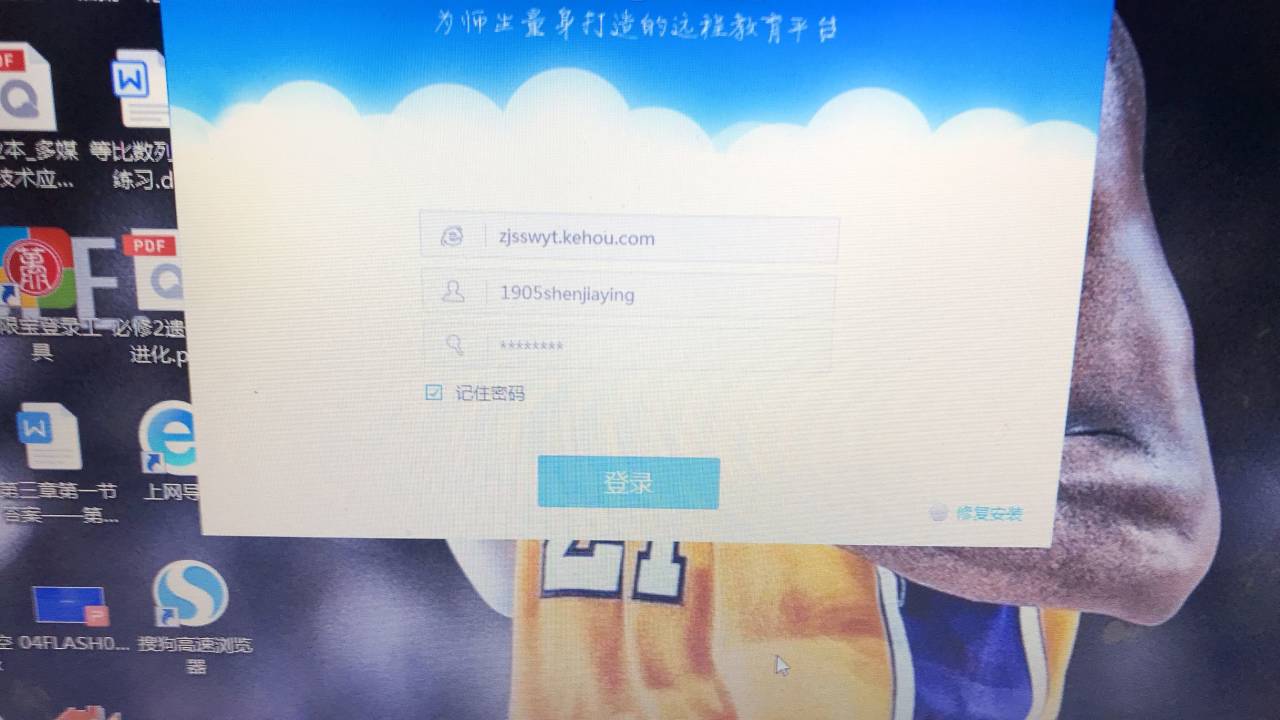 为师生量身打造的远程教育平台
zjsswyt.kehou.com
1905shenjiaying
********
记住密码
登录
修复安装
DF
本_多媒
技术应...
W
等比数列
练习.d
限宝登录工
具
PDF
必修2遗
进化.p
W
第三章第一节
答案——第...
上网导
04FLASH0...
搜狗高速浏览
器